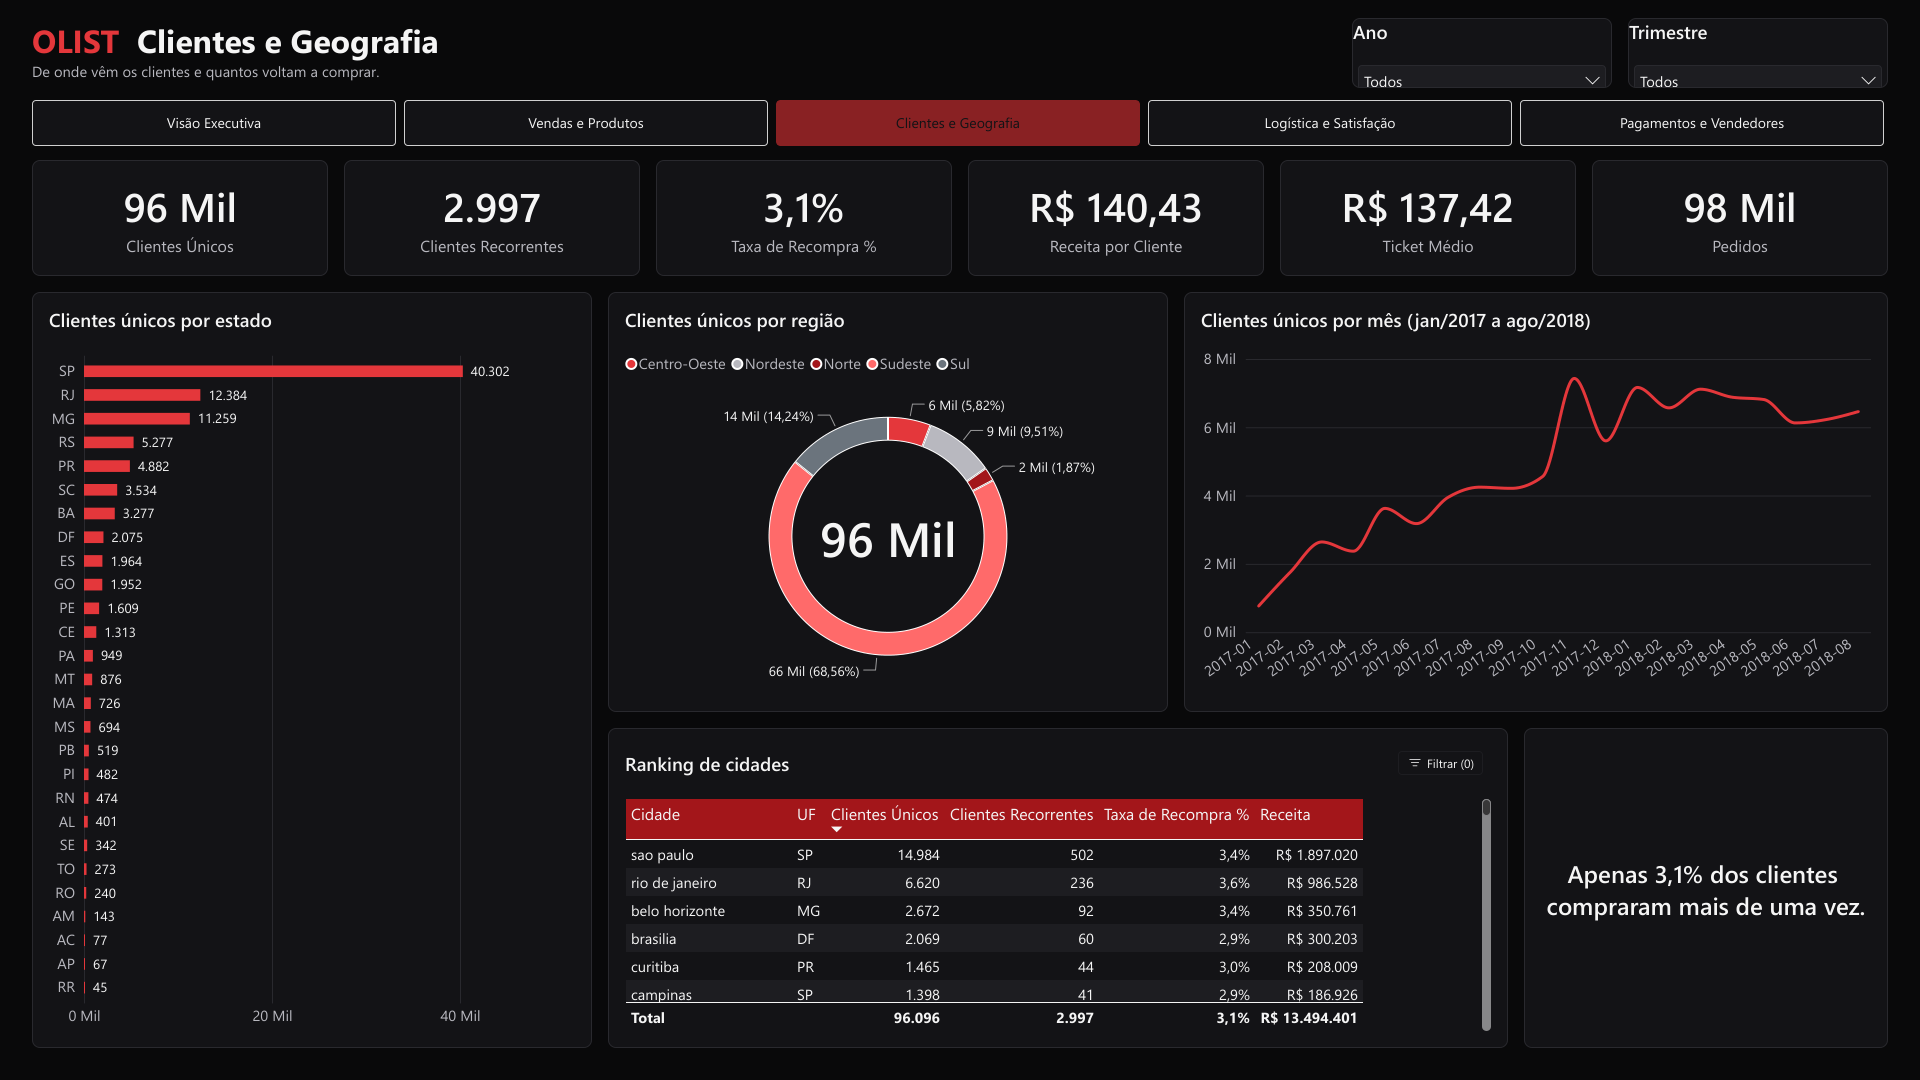 OLIST Clientes e Geografia
De onde vêm os clientes e quantos voltam a comprar.
Ano
Todos
Trimestre
Todos
Visão Executiva
Vendas e Produtos
Clientes e Geografia
Logística e Satisfação
Pagamentos e Vendedores
96 Mil
Clientes Únicos
2.997
Clientes Recorrentes
3,1%
Taxa de Recompra %
R$ 140,43
Receita por Cliente
R$ 137,42
Ticket Médio
98 Mil
Pedidos
Clientes únicos por estado
SP 40.302
RJ 12.384
MG 11.259
RS 5.277
PR 4.882
SC 3.534
BA 3.277
DF 2.075
ES 1.964
GO 1.952
PE 1.609
CE 1.313
PA 949
MT 876
MA 726
MS 694
PB 519
PI 482
RN 474
AL 401
SE 342
TO 273
RO 240
AM 143
AC 77
AP 67
RR 45
0 Mil 20 Mil 40 Mil
Clientes únicos por região
Centro-Oeste Nordeste Norte Sudeste Sul
6 Mil (5,82%)
14 Mil (14,24%)
9 Mil (9,51%)
2 Mil (1,87%)
96 Mil
66 Mil (68,56%)
Clientes únicos por mês (jan/2017 a ago/2018)
8 Mil
6 Mil
4 Mil
2 Mil
0 Mil
2017-01 2017-02 2017-03 2017-04 2017-05 2017-06 2017-07 2017-08 2017-09 2017-10 2017-11 2017-12 2018-01 2018-02 2018-03 2018-04 2018-05 2018-06 2018-07 2018-08
Ranking de cidades
Filtrar (0)
Cidade UF Clientes Únicos Clientes Recorrentes Taxa de Recompra % Receita
sao paulo SP 14.984 502 3,4% R$ 1.897.020
rio de janeiro RJ 6.620 236 3,6% R$ 986.528
belo horizonte MG 2.672 92 3,4% R$ 350.761
brasilia DF 2.069 60 2,9% R$ 300.203
curitiba PR 1.465 44 3,0% R$ 208.009
campinas SP 1.398 41 2,9% R$ 186.926
Total 96.096 2.997 3,1% R$ 13.494.401
Apenas 3,1% dos clientes
compraram mais de uma vez.